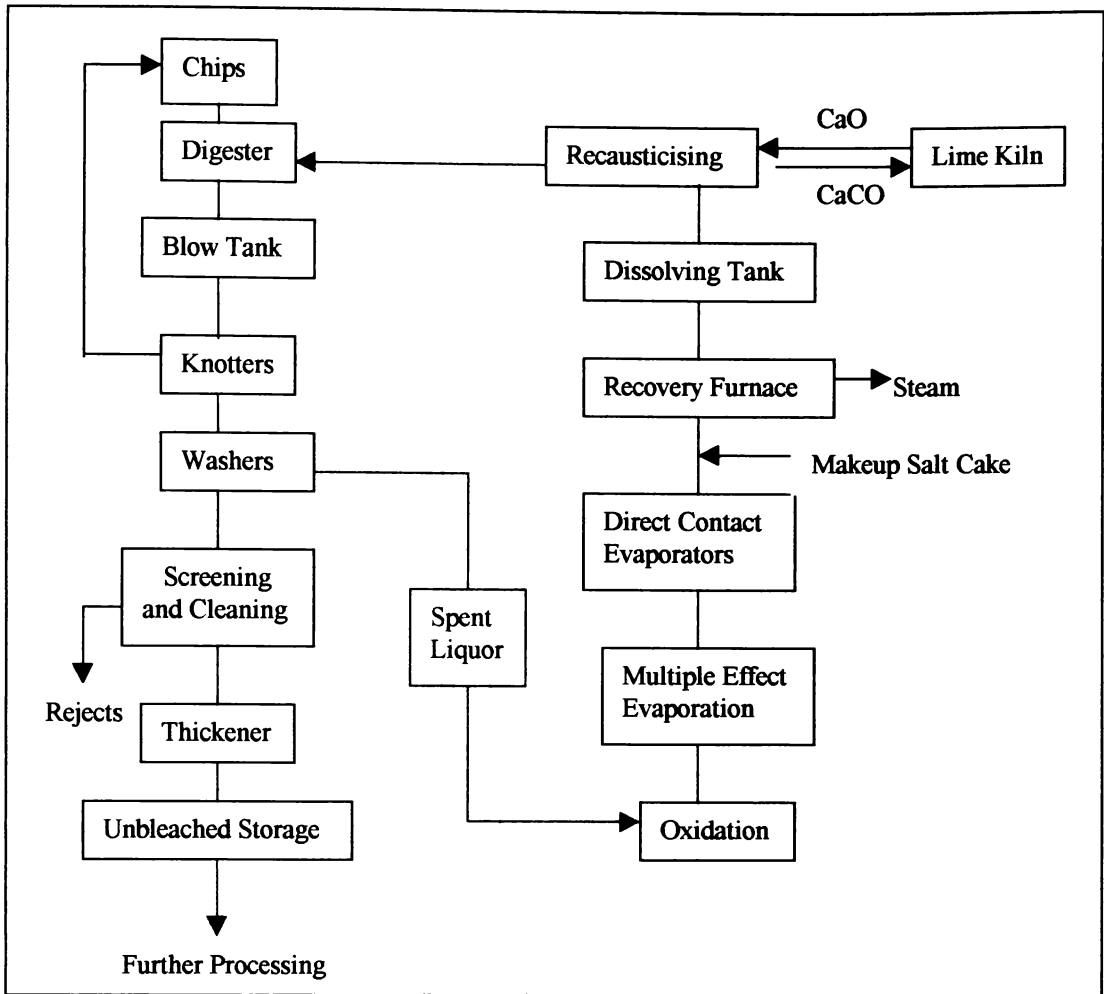 Chips
Digester
Blow Tank
Knotters
Washers
Screening
and Cleaning
Rejects
Thickener
Unbleached Storage
Further Processing
Spent
Liquor
Recausticising
CaO
CaCO
Lime Kiln
Dissolving Tank
Recovery Furnace
Steam
Makeup Salt Cake
Direct Contact
Evaporators
Multiple Effect
Evaporation
Oxidation